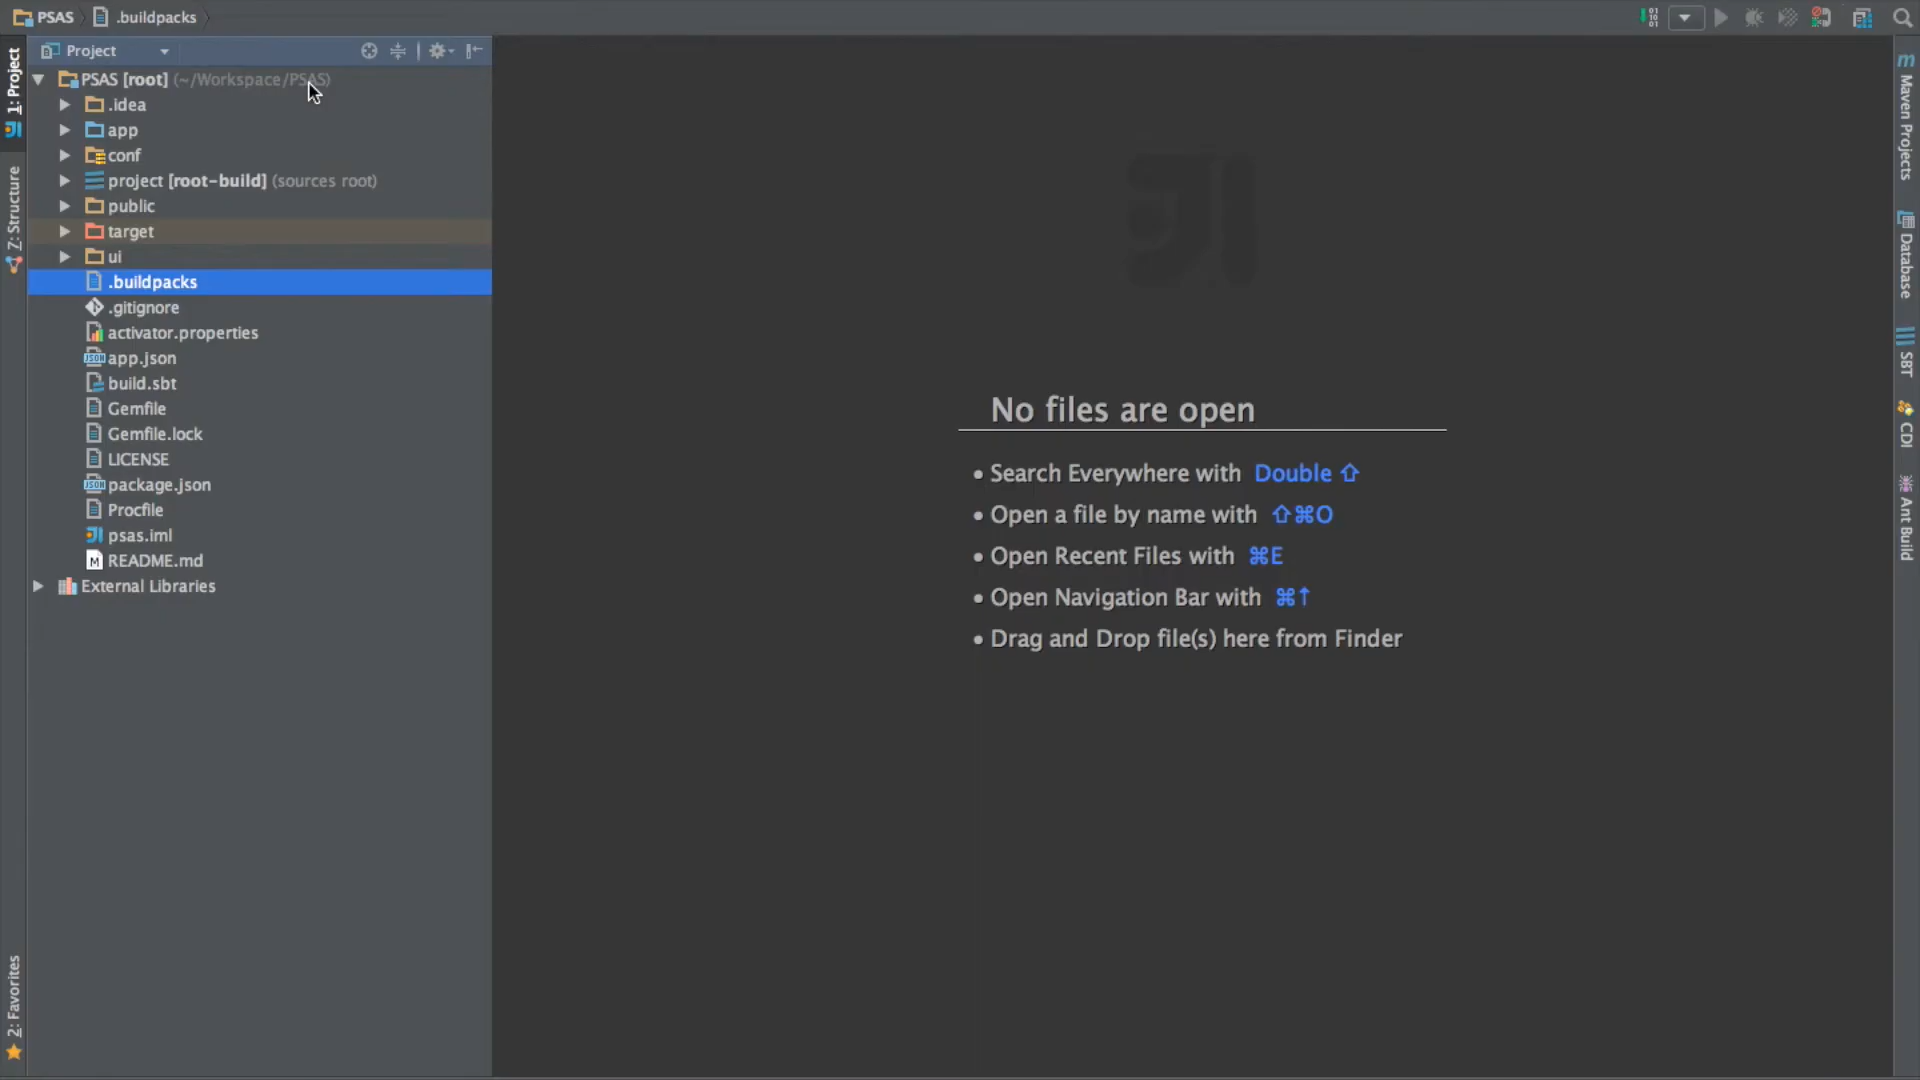 PSAS
.buildpacks
Project
PSAS [root] (~/Workspace/PSAS)
.idea
app
conf
project [root-build] (sources root)
public
target
ui
.buildpacks
.gitignore
activator.properties
app.json
build.sbt
Gemfile
Gemfile.lock
LICENSE
package.json
Procfile
psas.iml
README.md
External Libraries
1: Project
7: Structure
2: Favorites
No files are open
• Search Everywhere with Double ⇧
• Open a file by name with ⇧⌘O
• Open Recent Files with ⌘E
• Open Navigation Bar with ⌘↑
• Drag and Drop file(s) here from Finder
Maven Projects
Database
SBT
CDI
Ant Build